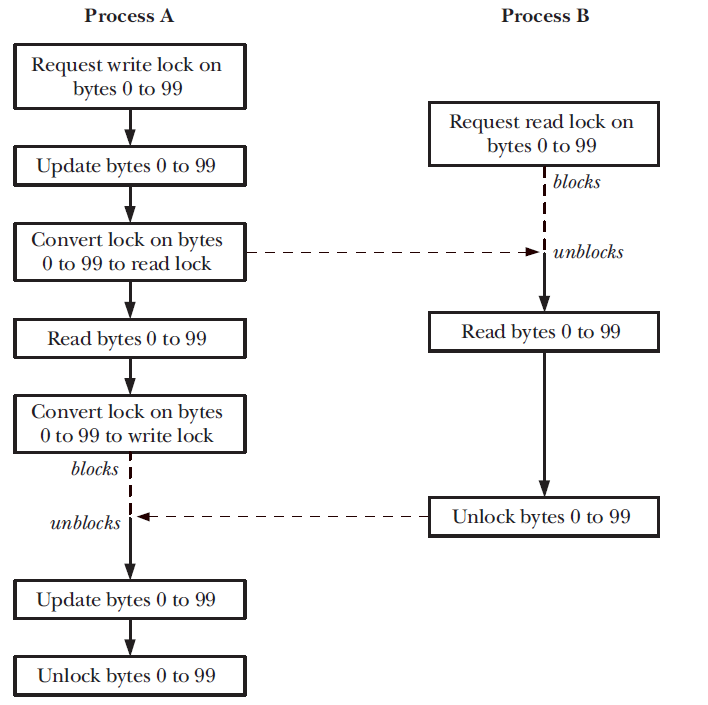 Process A
Request write lock on
bytes 0 to 99
Update bytes 0 to 99
Convert lock on bytes
0 to 99 to read lock
Read bytes 0 to 99
Convert lock on bytes
0 to 99 to write lock
blocks
unblocks
Update bytes 0 to 99
Unlock bytes 0 to 99
Process B
Request read lock on
bytes 0 to 99
blocks
unblocks
Read bytes 0 to 99
Unlock bytes 0 to 99